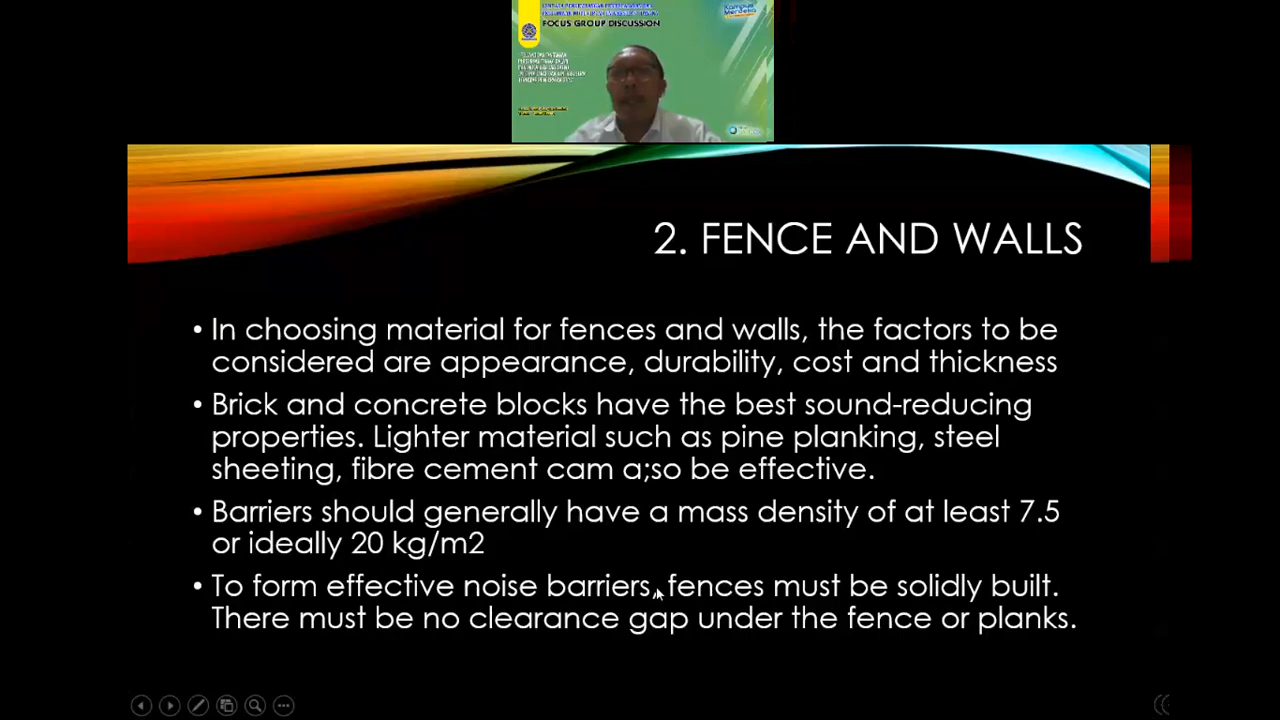 FOCUS GROUP DISCUSSION
Kampus
Merdeka
2. FENCE AND WALLS
• In choosing material for fences and walls, the factors to be
considered are appearance, durability, cost and thickness
• Brick and concrete blocks have the best sound-reducing
properties. Lighter material such as pine planking, steel
sheeting, fibre cement cam a;so be effective.
• Barriers should generally have a mass density of at least 7.5
or ideally 20 kg/m2
• To form effective noise barriers, fences must be solidly built.
There must be no clearance gap under the fence or planks.